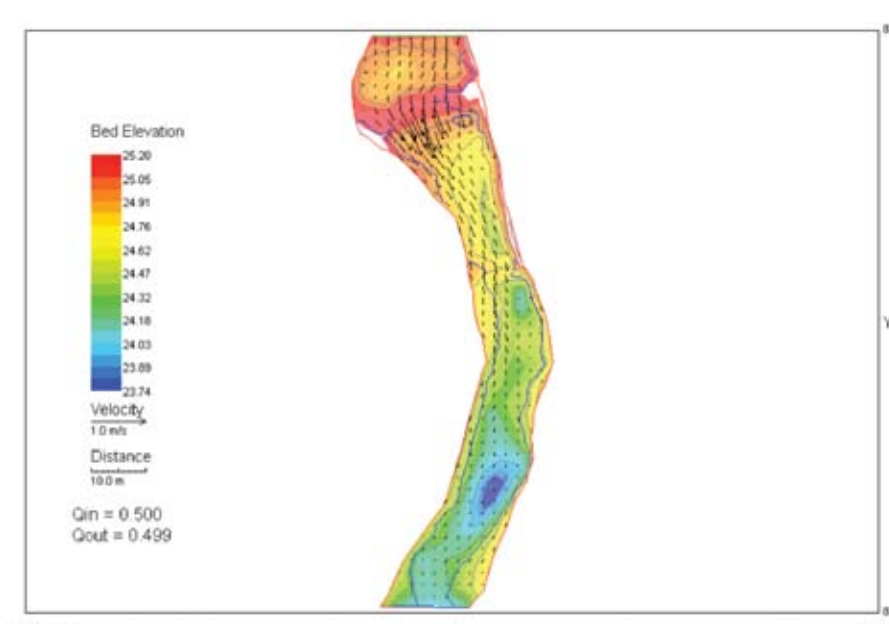 Bed Elevation
25.20
25.05
24.91
24.76
24.62
24.47
24.32
24.18
24.03
23.89
23.74
Velocity
1.0 m/s
Distance
10.0 m
Qin = 0.500
Qout = 0.499